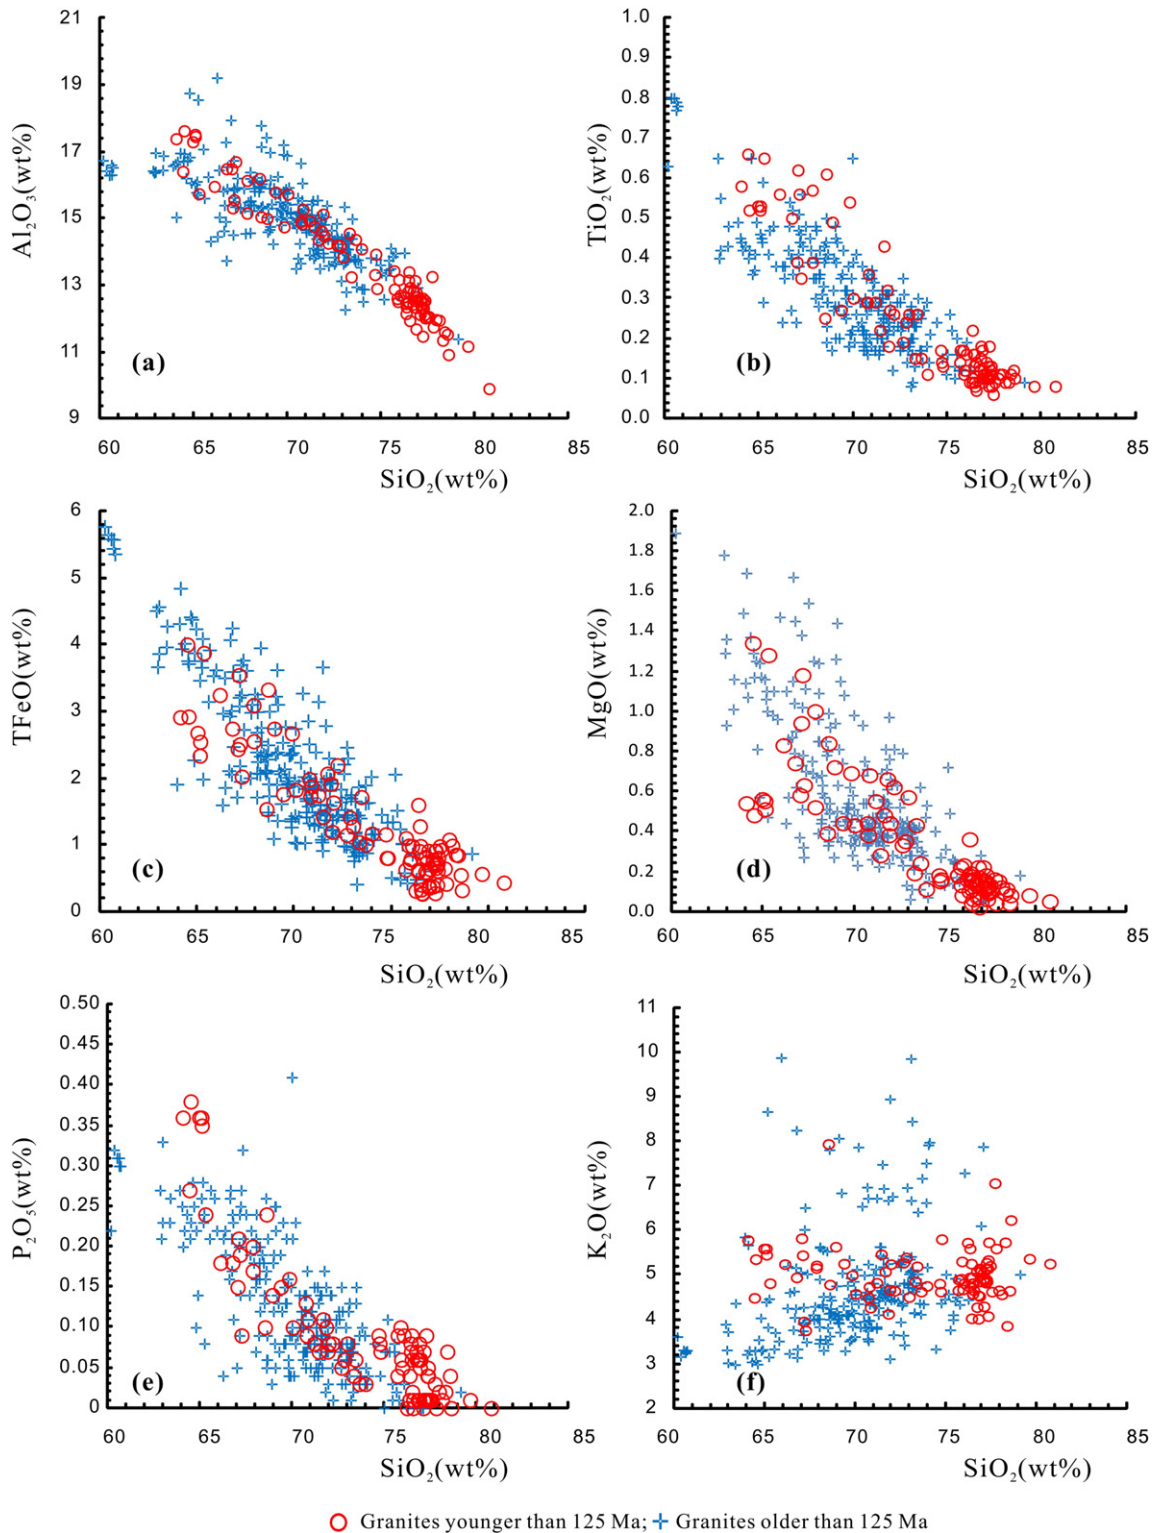 21
19
17
15
13
11
9
Al₂O₃(wt%)
(a)
60 65 70 75 80 85
SiO₂(wt%)
1.0
0.9
0.8
0.7
0.6
0.5
0.4
0.3
0.2
0.1
0.0
TiO₂(wt%)
(b)
60 65 70 75 80 85
SiO₂(wt%)
6
5
4
3
2
1
0
TFeO(wt%)
(c)
60 65 70 75 80 85
SiO₂(wt%)
2.0
1.8
1.6
1.4
1.2
1.0
0.8
0.6
0.4
0.2
0.0
MgO(wt%)
(d)
60 65 70 75 80 85
SiO₂(wt%)
0.50
0.45
0.40
0.35
0.30
0.25
0.20
0.15
0.10
0.05
0
P₂O₅(wt%)
(e)
60 65 70 75 80 85
SiO₂(wt%)
11
10
9
8
7
6
5
4
3
2
K₂O(wt%)
(f)
60 65 70 75 80 85
SiO₂(wt%)
Granites younger than 125 Ma; Granites older than 125 Ma